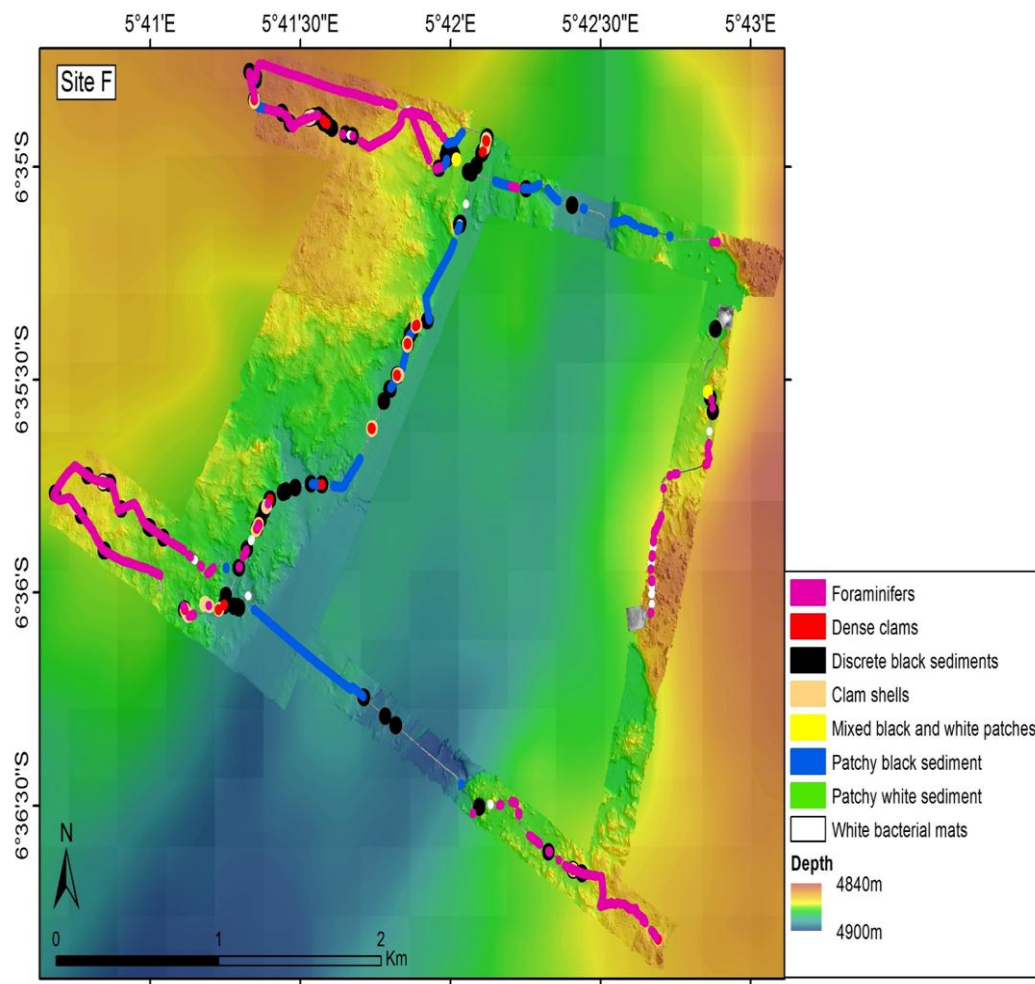 5°41'E 5°41'30"E 5°42'E 5°42'30"E 5°43'E
Site F
6°35'S
6°35'30"S
6°36'S
6°36'30"S
Foraminifers
Dense clams
Discrete black sediments
Clam shells
Mixed black and white patches
Patchy black sediment
Patchy white sediment
White bacterial mats
Depth
4840m
4900m
N
0 1 2
Km